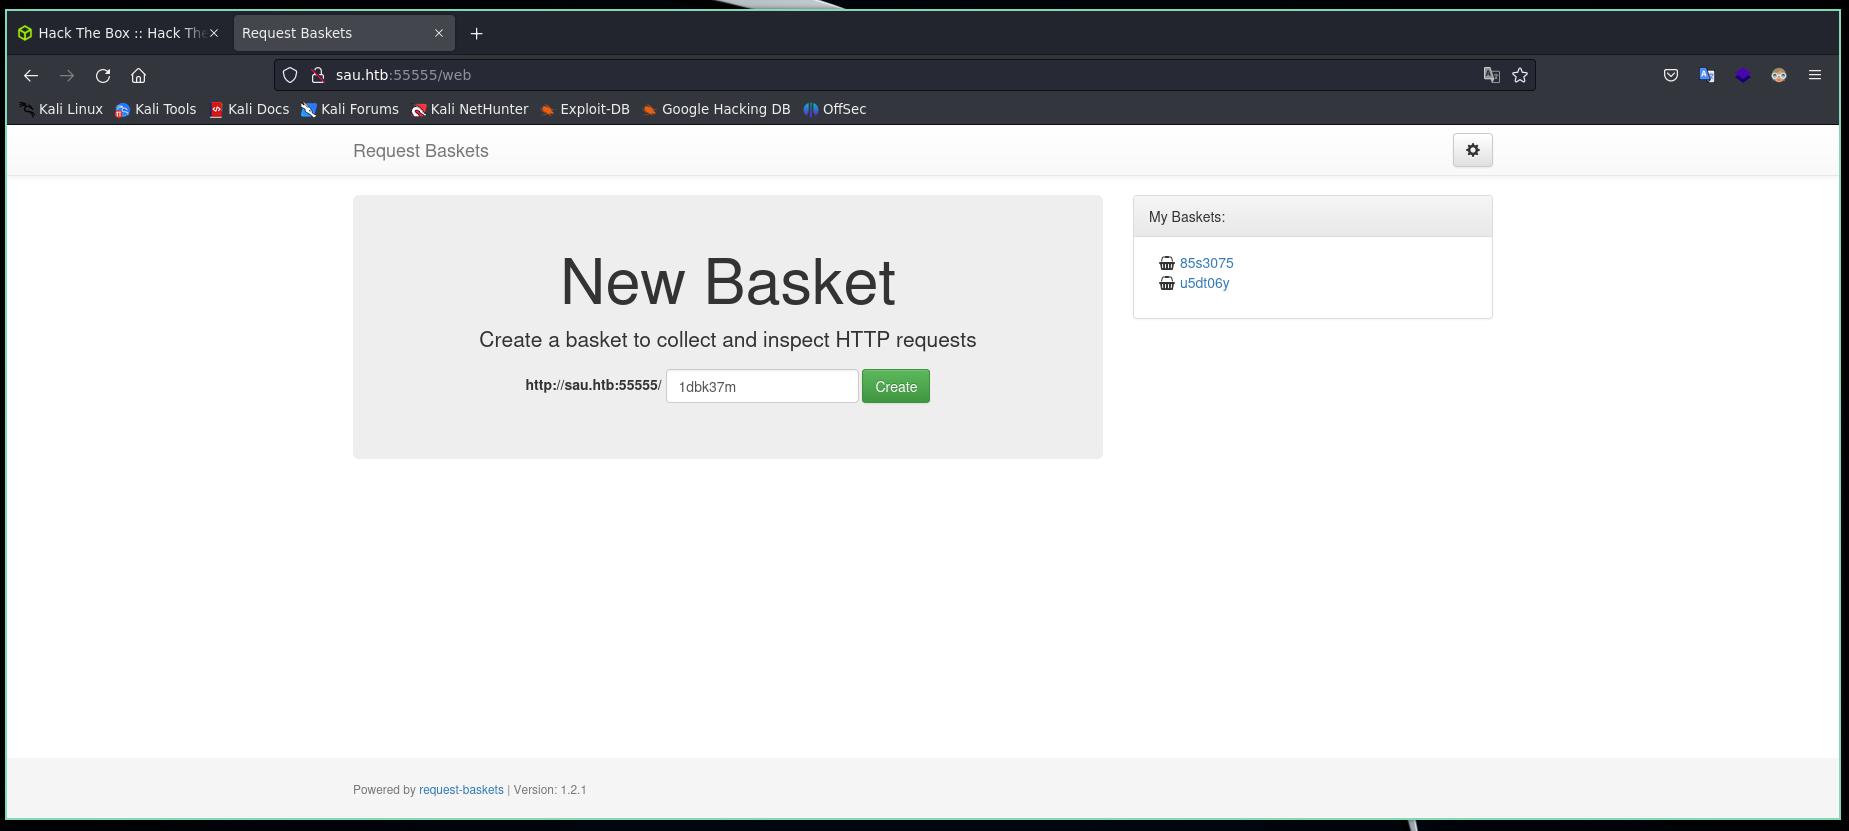 Hack The Box :: Hack The
Request Baskets
sau.htb:55555/web
Kali Linux Kali Tools Kali Docs Kali Forums Kali NetHunter Exploit-DB Google Hacking DB OffSec
Request Baskets
New Basket
Create a basket to collect and inspect HTTP requests
http://sau.htb:55555/ 1dbk37m Create
My Baskets:
85s3075
u5dt06y
Powered by request-baskets | Version: 1.2.1